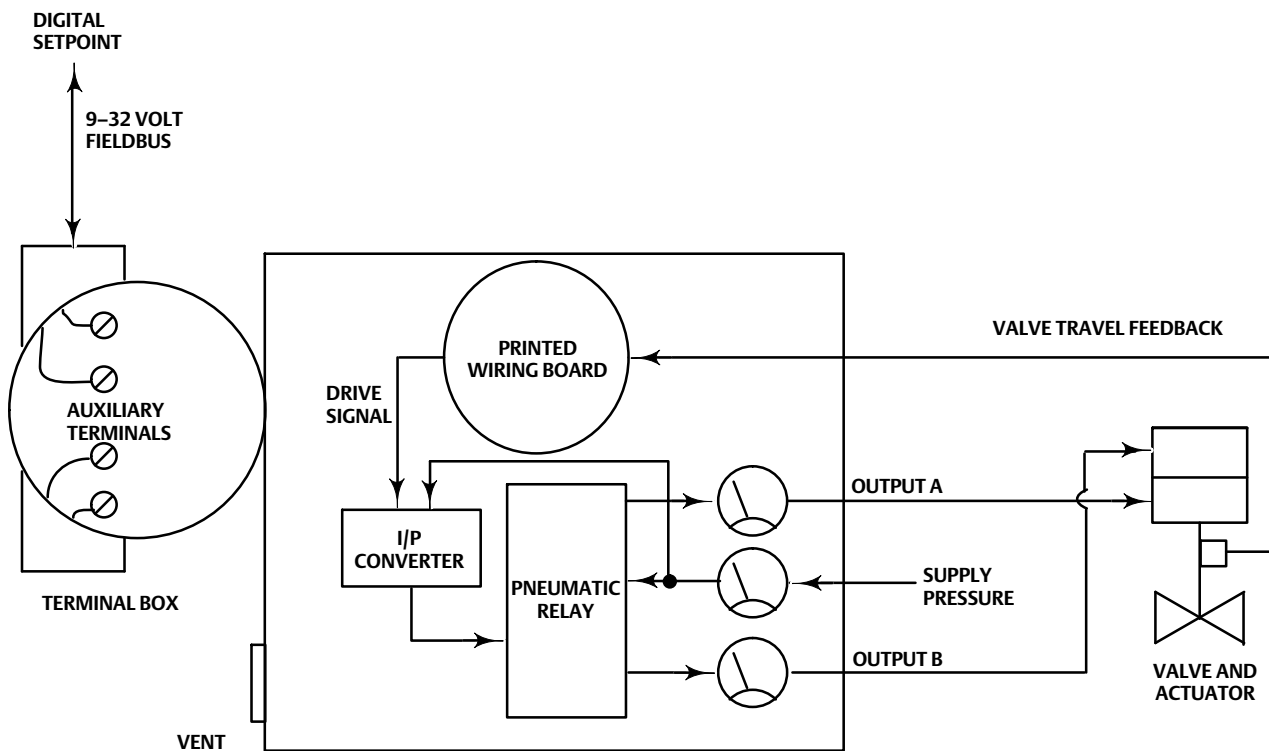 DIGITAL
SETPOINT
9–32 VOLT
FIELDBUS
AUXILIARY
TERMINALS
TERMINAL BOX
VENT
PRINTED
WIRING BOARD
DRIVE
SIGNAL
I/P
CONVERTER
PNEUMATIC
RELAY
VALVE TRAVEL FEEDBACK
OUTPUT A
SUPPLY
PRESSURE
OUTPUT B
VALVE AND
ACTUATOR